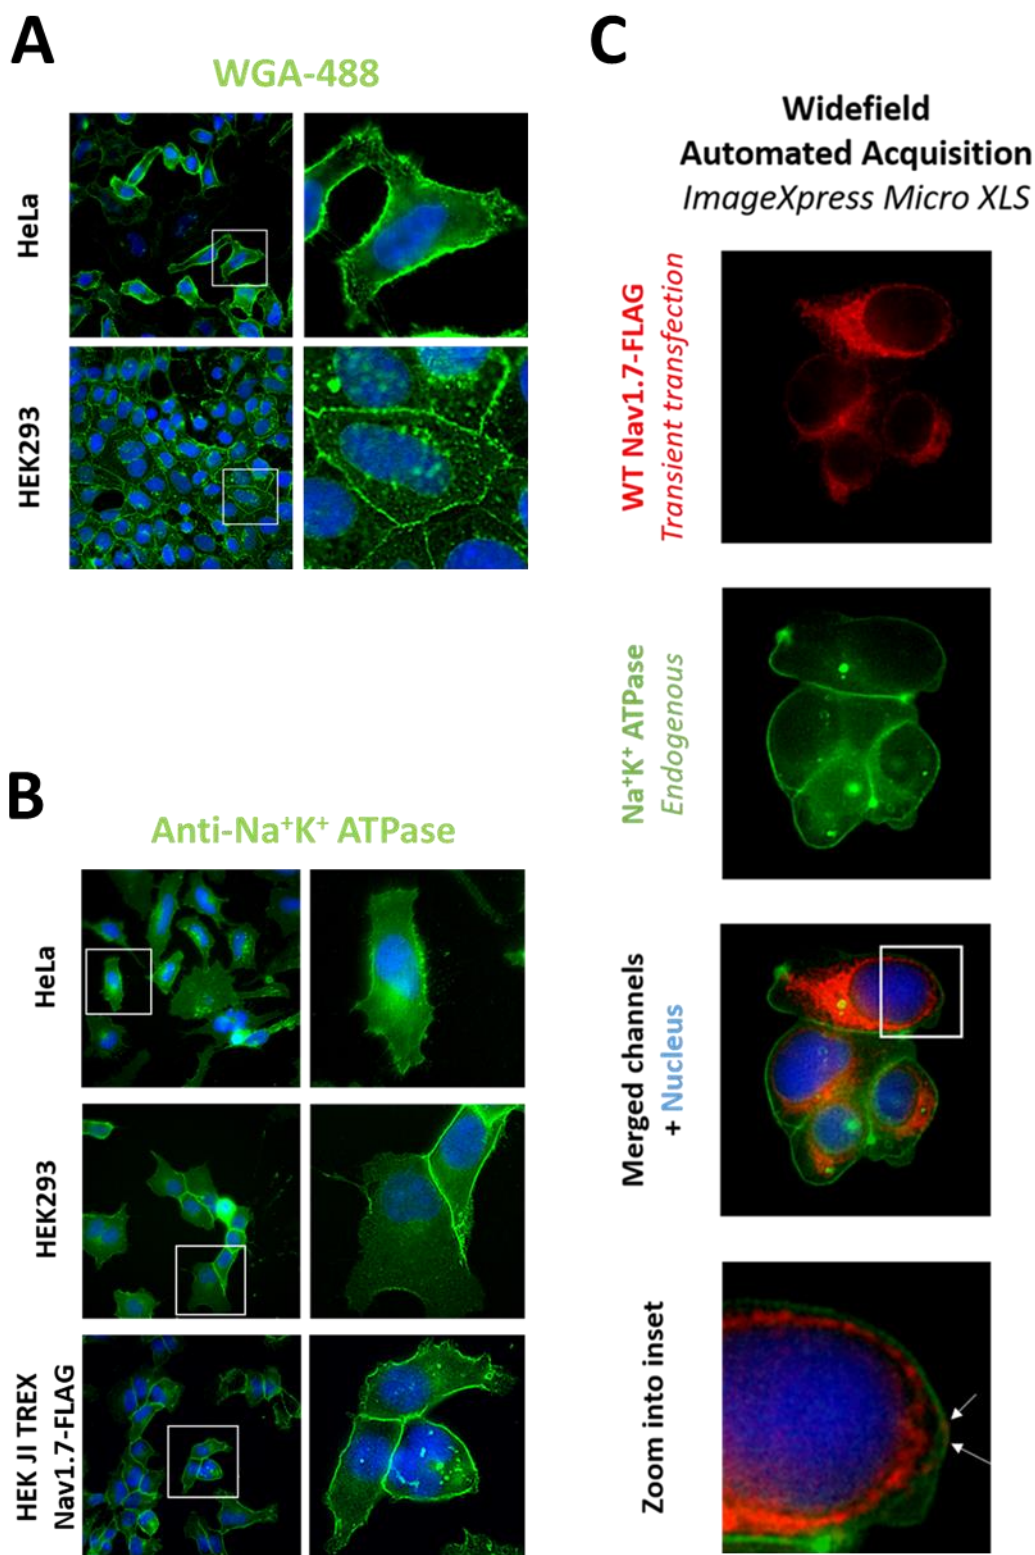 A
WGA-488
HeLa
HEK293
B
Anti-Na⁺K⁺ ATPase
HeLa
HEK293
HEK JI TREX
Nav1.7-FLAG
C
Widefield
Automated Acquisition
ImageXpress Micro XLS
WT Nav1.7-FLAG
Transient transfection
Na⁺K⁺ ATPase
Endogenous
Merged channels
+ Nucleus
Zoom into inset